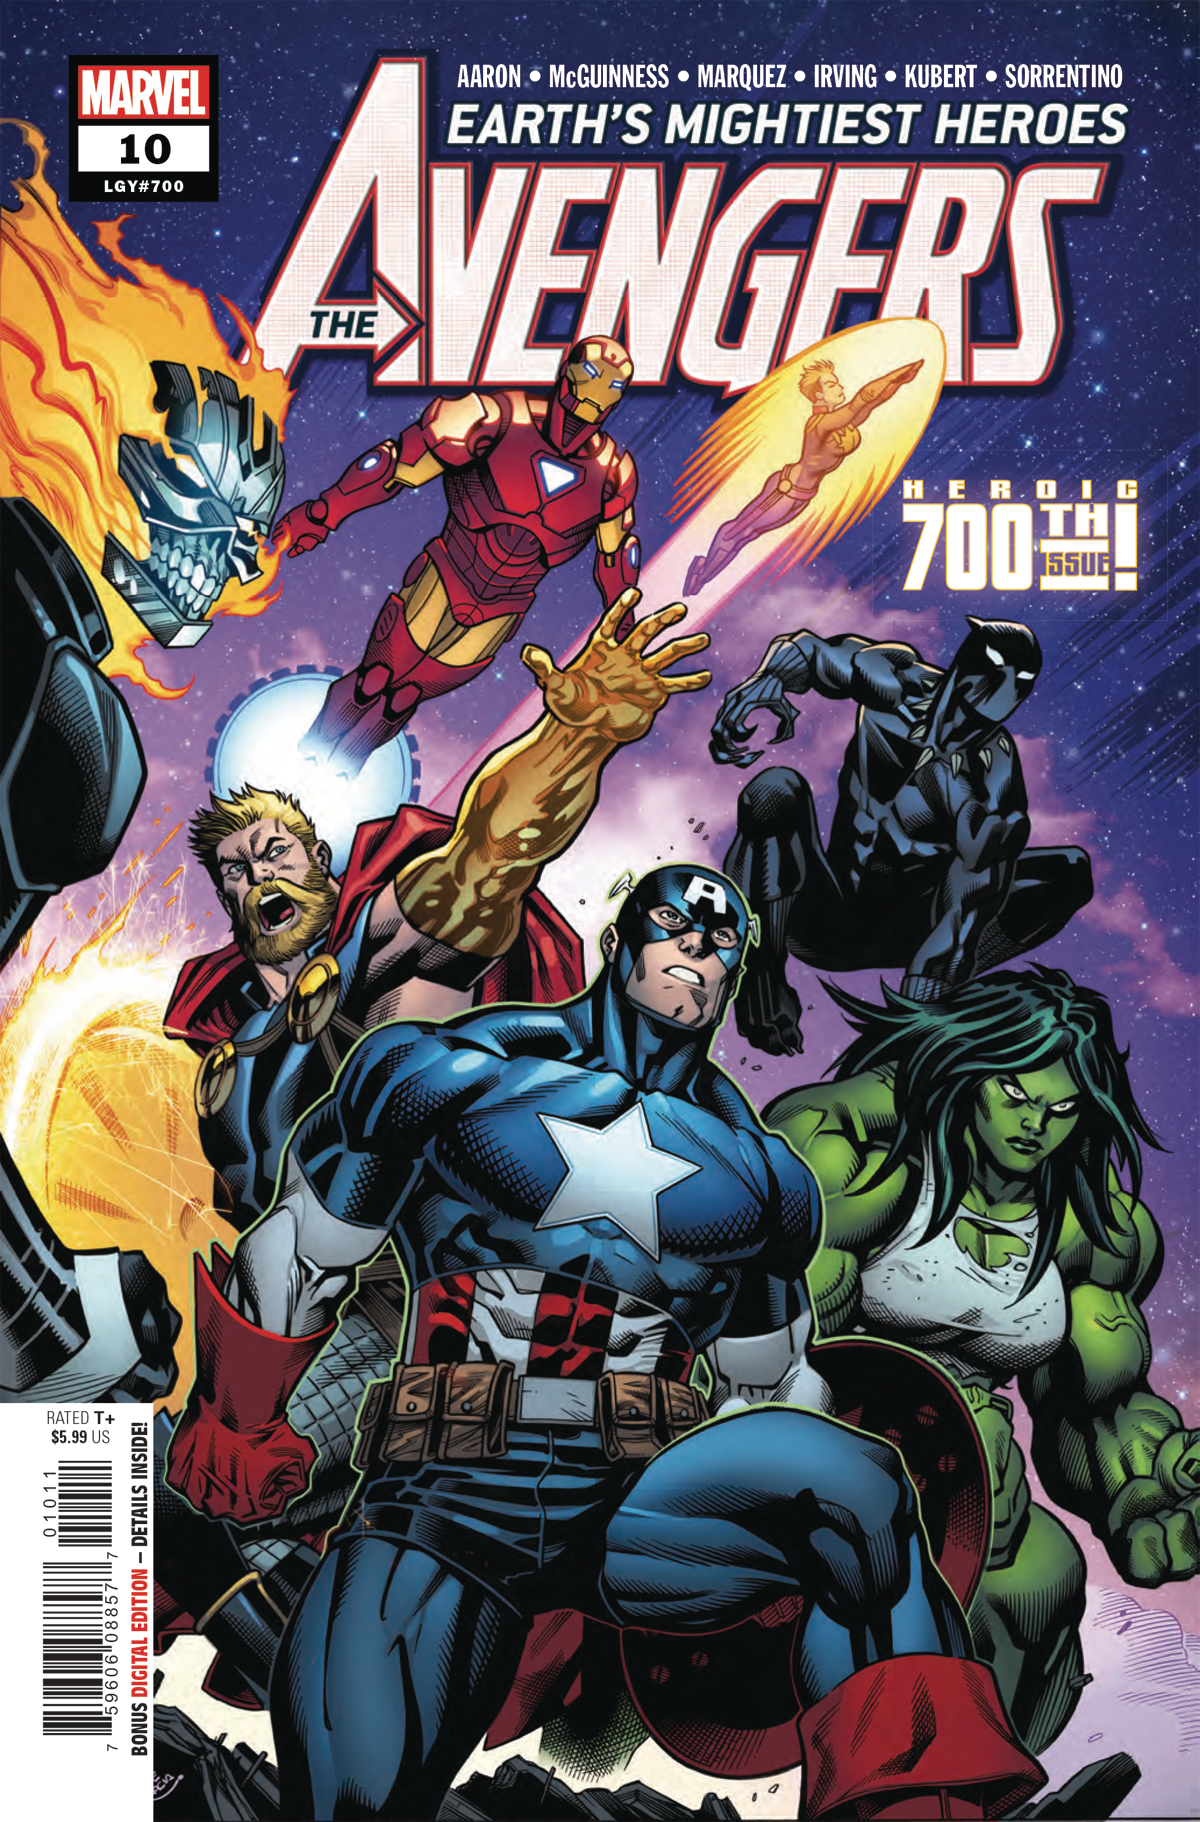 MARVEL
10
LGY#700
AARON • McGUINNESS • MARQUEZ • IRVING • KUBERT • SORRENTINO
EARTH'S MIGHTIEST HEROES
THE AVENGERS
HEROIC
700TH ISSUE!
A
RATED T+
$5.99 US
BONUS DIGITAL EDITION – DETAILS INSIDE!
01011
7 59606 08857 7